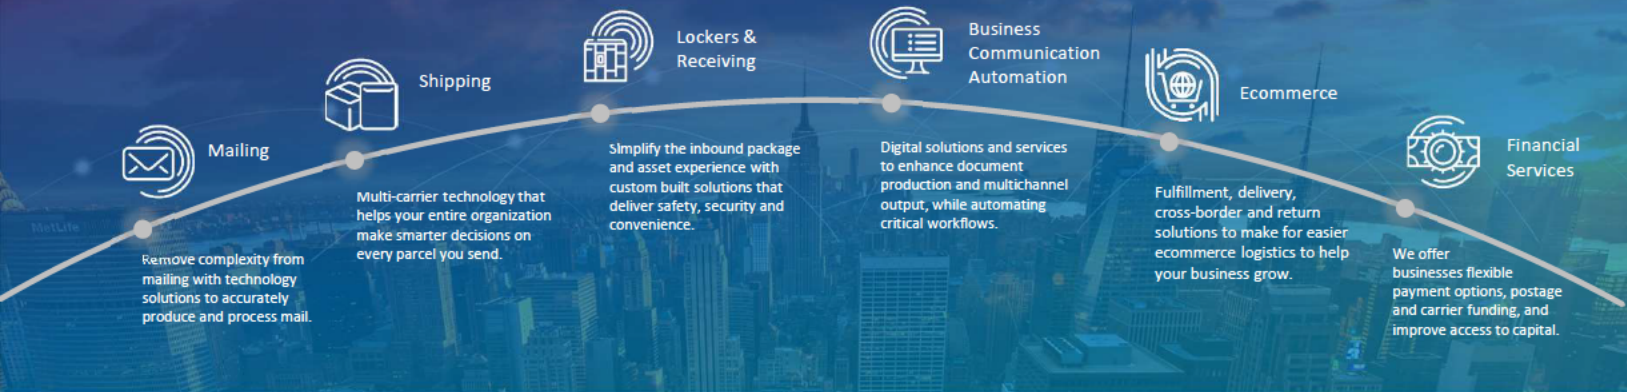 Mailing
Remove complexity from
mailing with technology
solutions to accurately
produce and process mail.
Shipping
Multi-carrier technology that
helps your entire organization
make smarter decisions on
every parcel you send.
Lockers &
Receiving
Simplify the inbound package
and asset experience with
custom built solutions that
deliver safety, security and
convenience.
Business
Communication
Automation
Digital solutions and services
to enhance document
production and multichannel
output, while automating
critical workflows.
Ecommerce
Fulfillment, delivery,
cross-border and return
solutions to make for easier
ecommerce logistics to help
your business grow.
Financial
Services
We offer
businesses flexible
payment options, postage
and carrier funding, and
improve access to capital.
MetLife